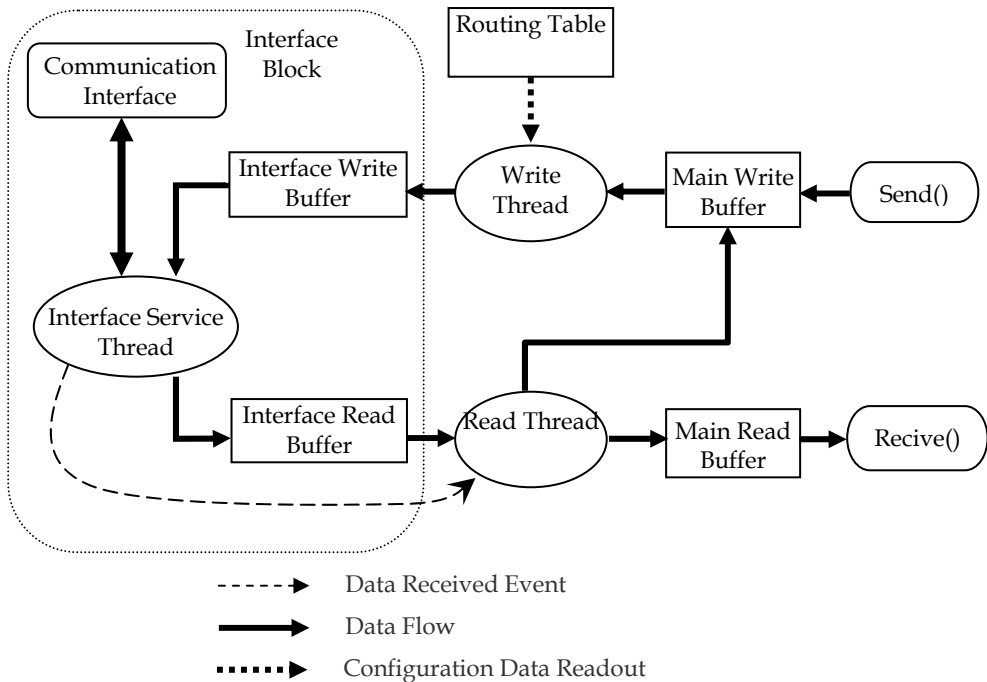 Interface
Block
Routing Table
Communication
Interface
Interface Write
Buffer
Write
Thread
Main Write
Buffer
Send()
Interface Service
Thread
Interface Read
Buffer
Read Thread
Main Read
Buffer
Recive()
Data Received Event
Data Flow
Configuration Data Readout